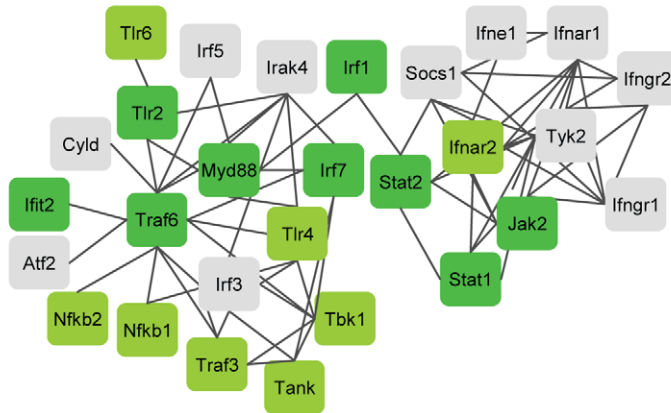 Tlr6
Irf5
Irak4
Irf1
Ifne1
Ifnar1
Socs1
Ifngr2
Tlr2
Cyld
Myd88
Irf7
Stat2
Ifnar2
Tyk2
Ifit2
Traf6
Tlr4
Jak2
Ifngr1
Atf2
Irf3
Stat1
Nfkb2
Nfkb1
Traf3
Tank
Tbk1